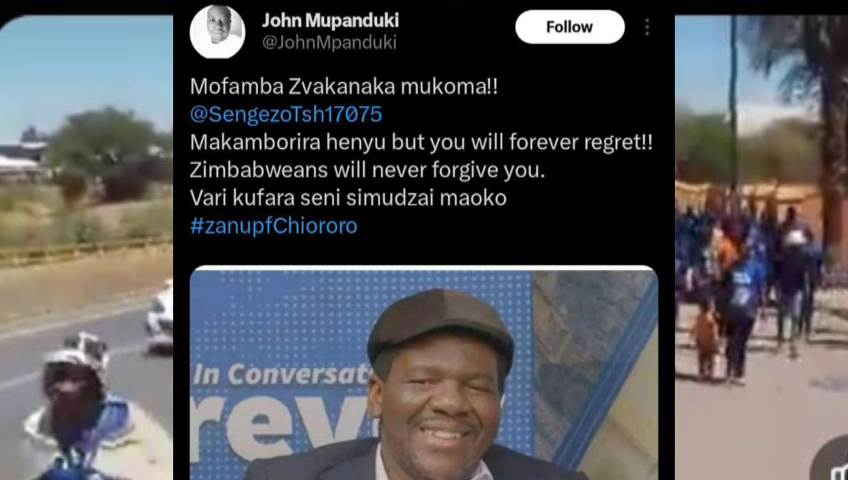 John Mupanduki
@JohnMpanduki
Follow
Mofamba Zvakanaka mukoma!!
@SengezoTsh17075
Makamborira henyu but you will forever regret!!
Zimbabweans will never forgive you.
Vari kufara seni simudzai maoko
#zanupfChiororo
In Conversat
rev